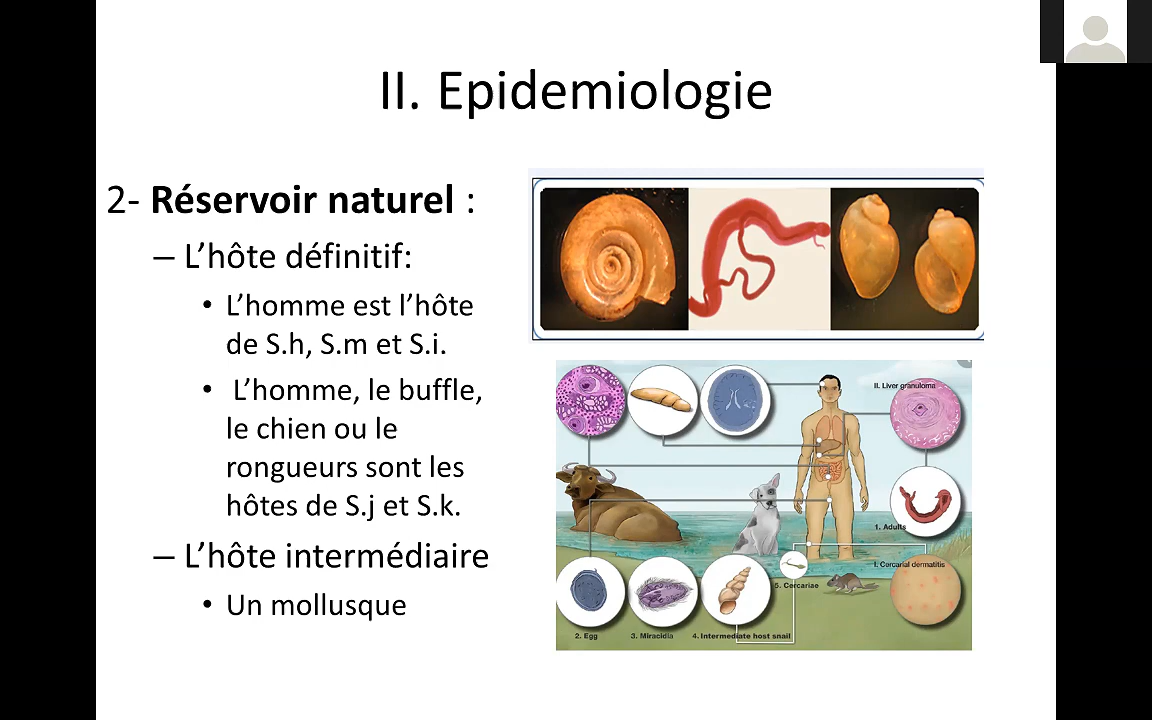 II. Epidemiologie
2- Réservoir naturel :
– L’hôte définitif:
• L’homme est l’hôte
de S.h, S.m et S.i.
• L’homme, le buffle,
le chien ou le
rongueurs sont les
hôtes de S.j et S.k.
– L’hôte intermédiaire
• Un mollusque
II. Liver granuloma
1. Adults
I. Corcarial dermatitis
5. Cercariae
2. Egg
3. Miracidia
4. Intermediate host snail